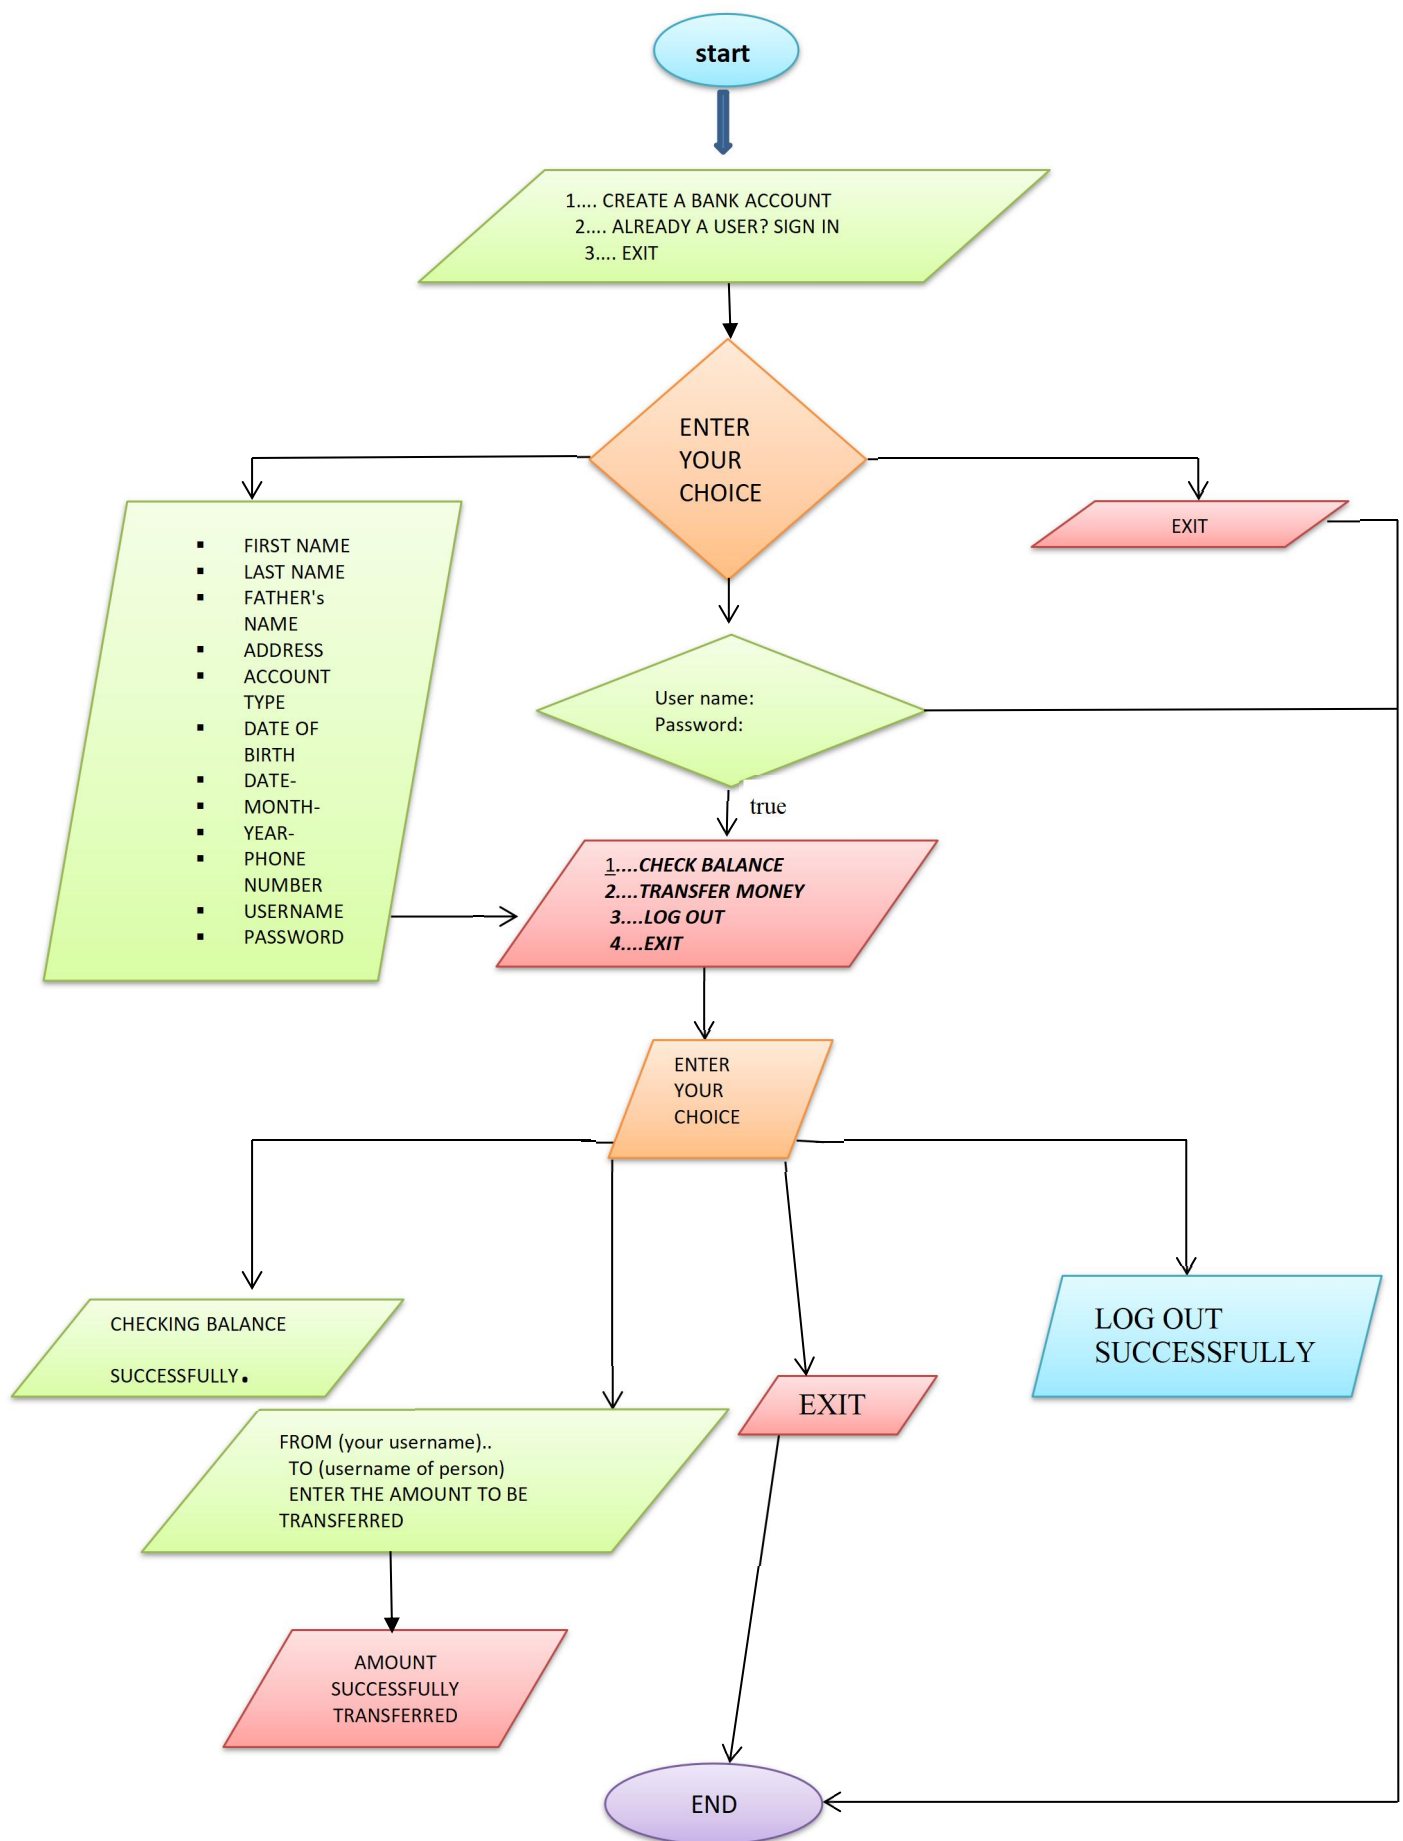 start
1.... CREATE A BANK ACCOUNT
2.... ALREADY A USER? SIGN IN
3.... EXIT
ENTER
YOUR
CHOICE
EXIT
▪ FIRST NAME
▪ LAST NAME
▪ FATHER's
NAME
▪ ADDRESS
▪ ACCOUNT
TYPE
▪ DATE OF
BIRTH
▪ DATE-
▪ MONTH-
▪ YEAR-
▪ PHONE
NUMBER
▪ USERNAME
▪ PASSWORD
User name:
Password:
true
1....CHECK BALANCE
2....TRANSFER MONEY
3....LOG OUT
4....EXIT
ENTER
YOUR
CHOICE
CHECKING BALANCE
SUCCESSFULLY.
FROM (your username)..
TO (username of person)
ENTER THE AMOUNT TO BE
TRANSFERRED
EXIT
LOG OUT
SUCCESSFULLY
AMOUNT
SUCCESSFULLY
TRANSFERRED
END